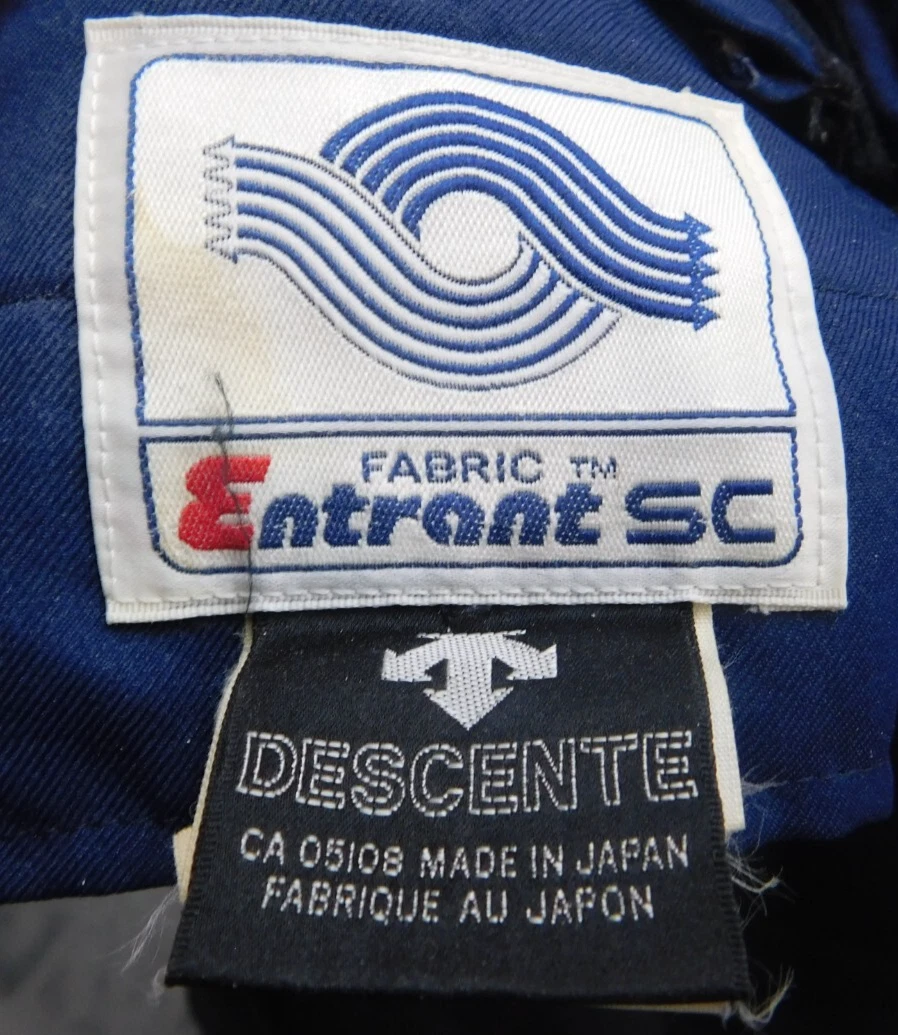 FABRIC ™
Entrant SC
DESCENTE
CA 05108 MADE IN JAPAN
FABRIQUE AU JAPON